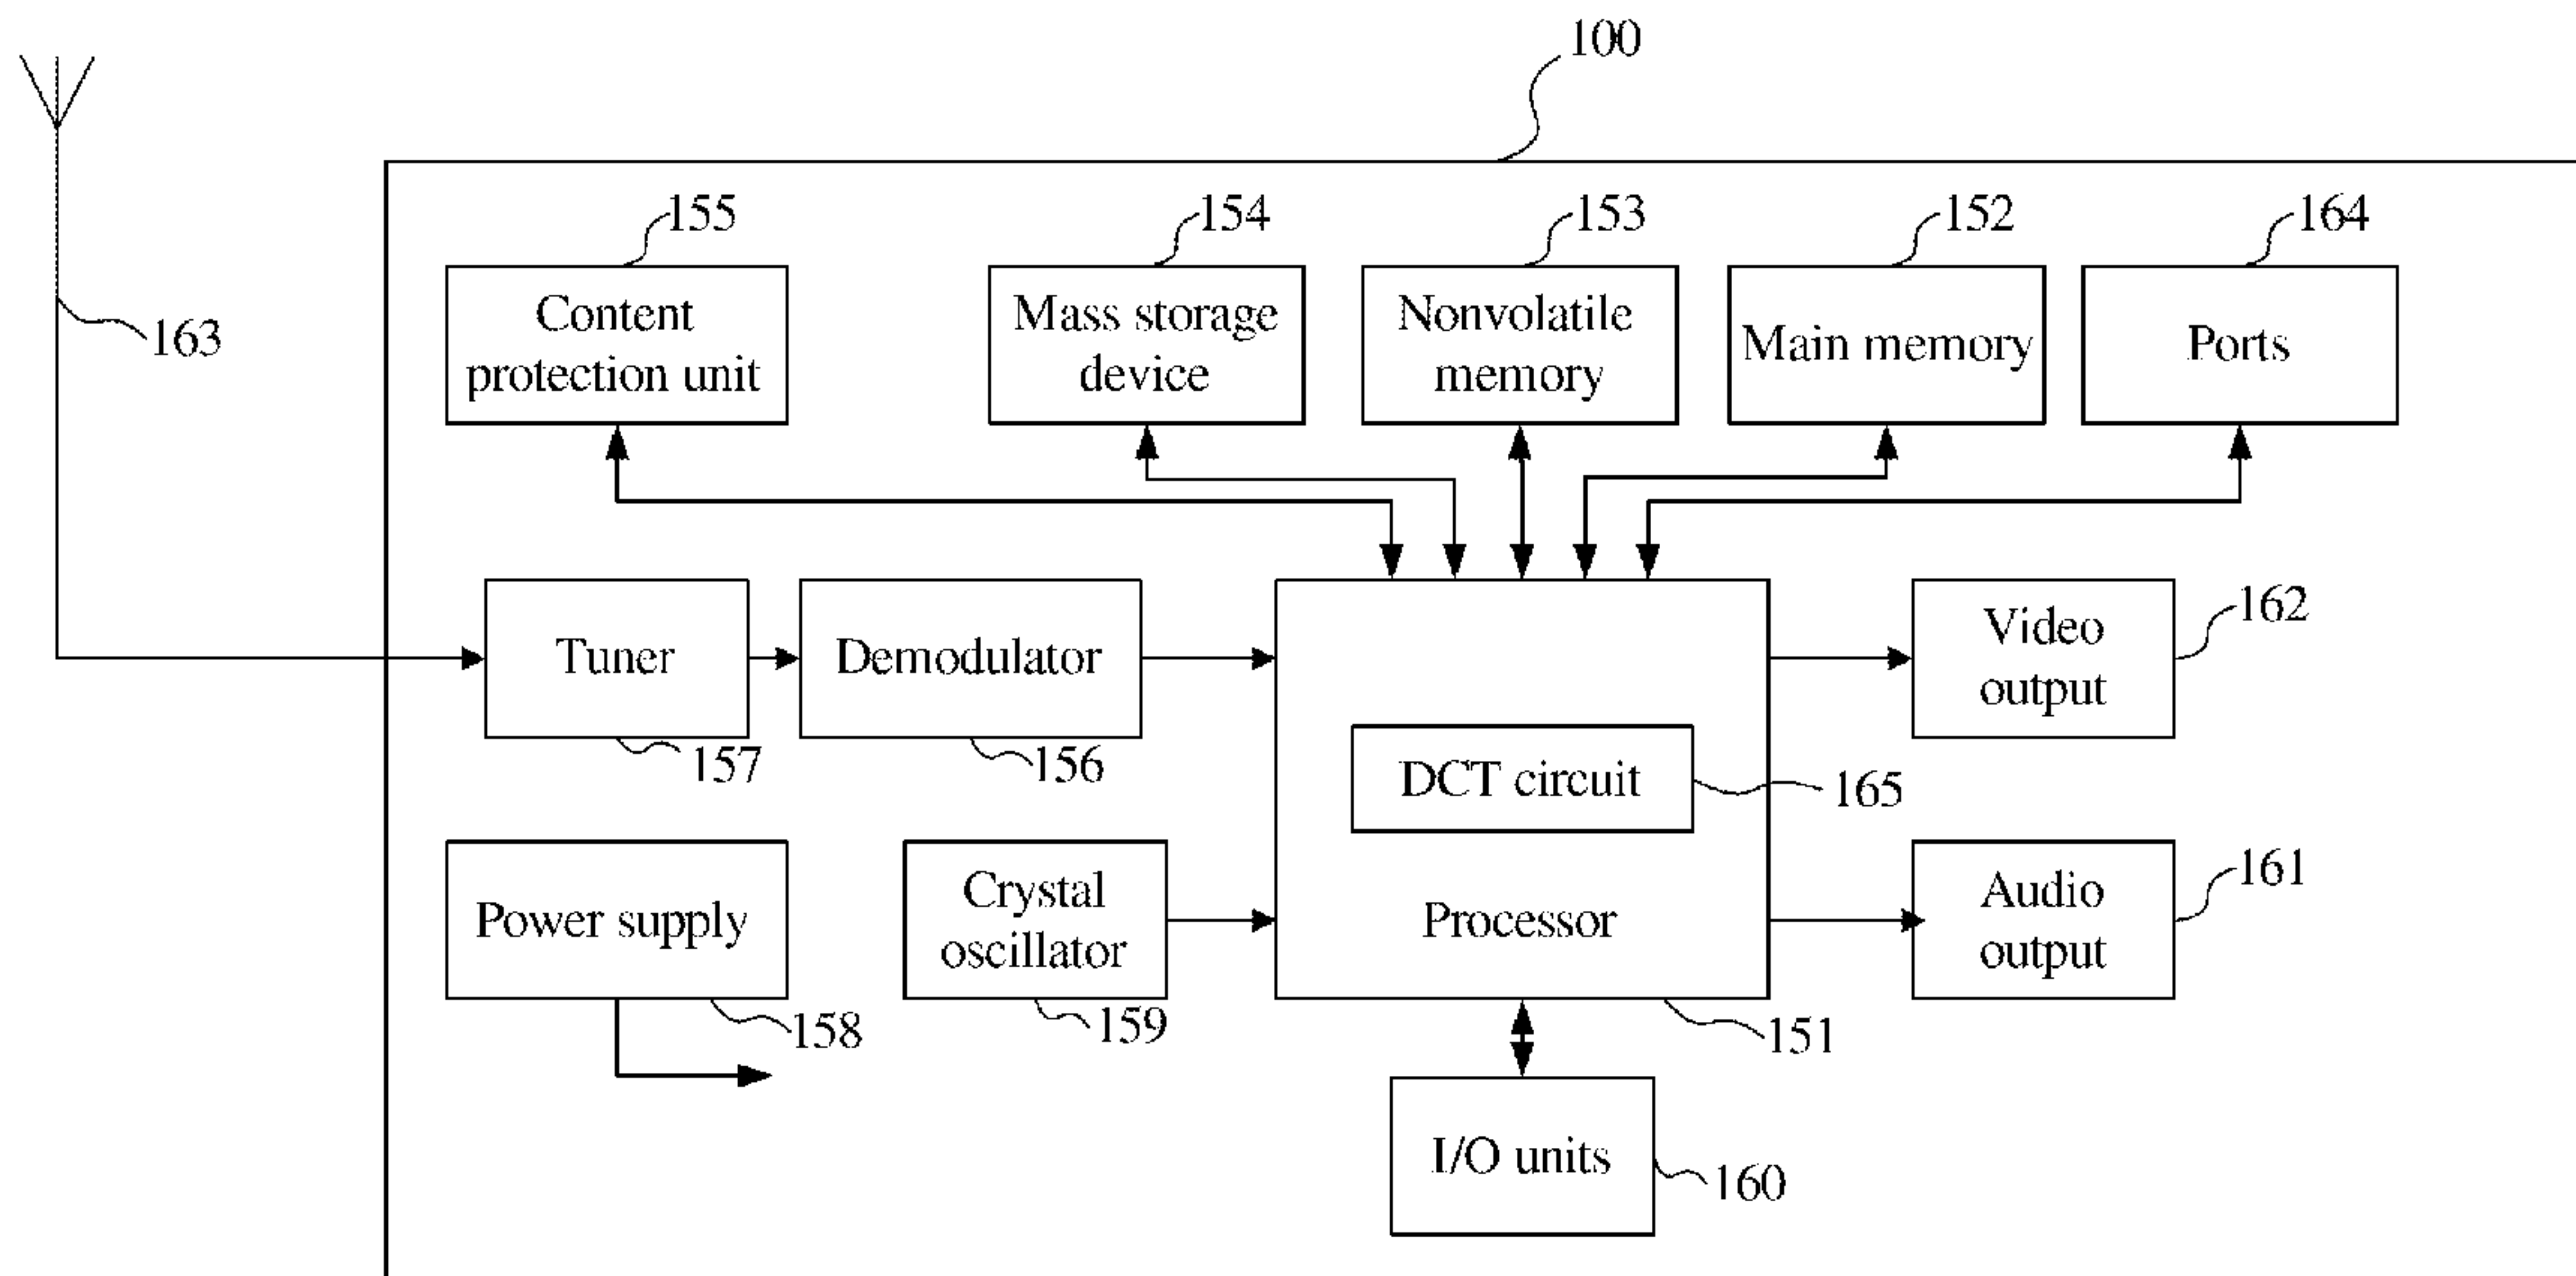 100
155
154
153
152
164
Content
protection unit
Mass storage
device
Nonvolatile
memory
Main memory
Ports
163
Tuner
Demodulator
Video
output
162
157
156
DCT circuit
165
Power supply
Crystal
oscillator
Processor
Audio
output
161
158
159
151
I/O units
160